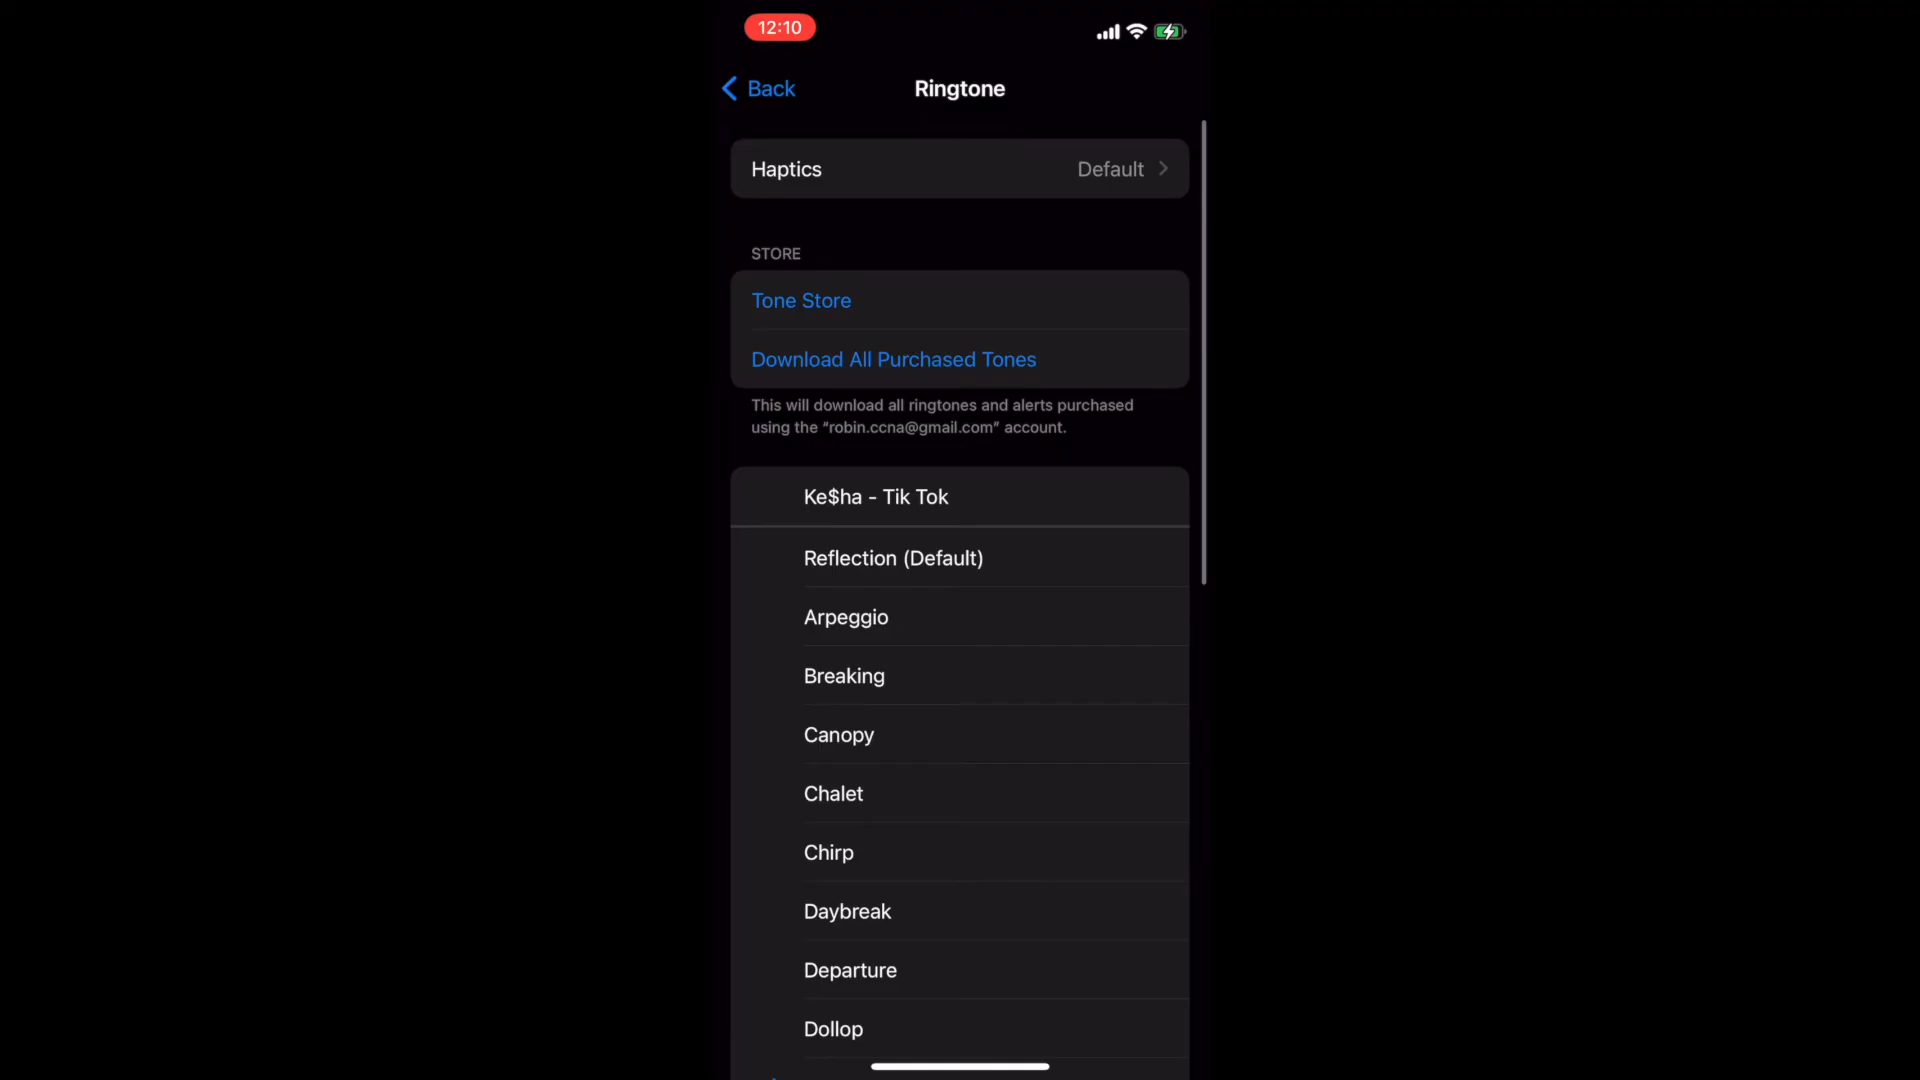 12:10
Back
Ringtone
Haptics
Default
STORE
Tone Store
Download All Purchased Tones
This will download all ringtones and alerts purchased
using the “robin.ccna@gmail.com” account.
Ke$ha - Tik Tok
Reflection (Default)
Arpeggio
Breaking
Canopy
Chalet
Chirp
Daybreak
Departure
Dollop